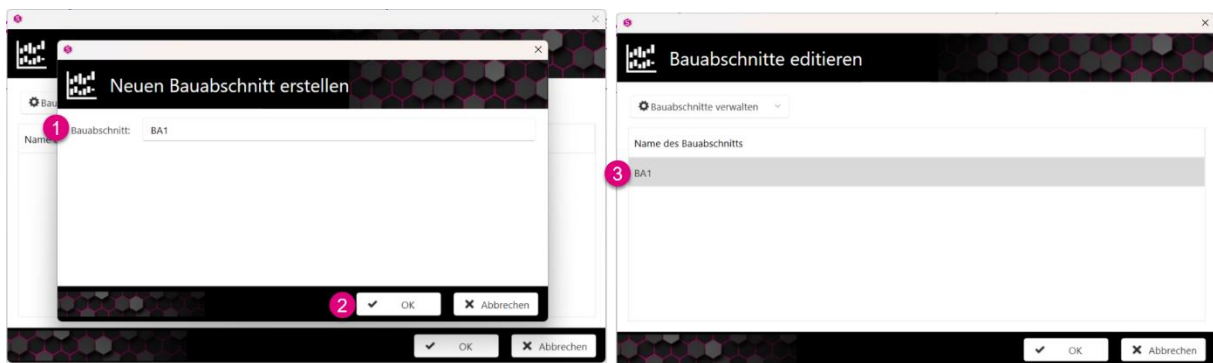 Neuen Bauabschnitt erstellen
Bau
Name
1
Bauabschnitt:
BA1
2
OK
Abbrechen
OK
Abbrechen
Bauabschnitte editieren
Bauabschnitte verwalten
Name des Bauabschnitts
3
BA1
OK
Abbrechen